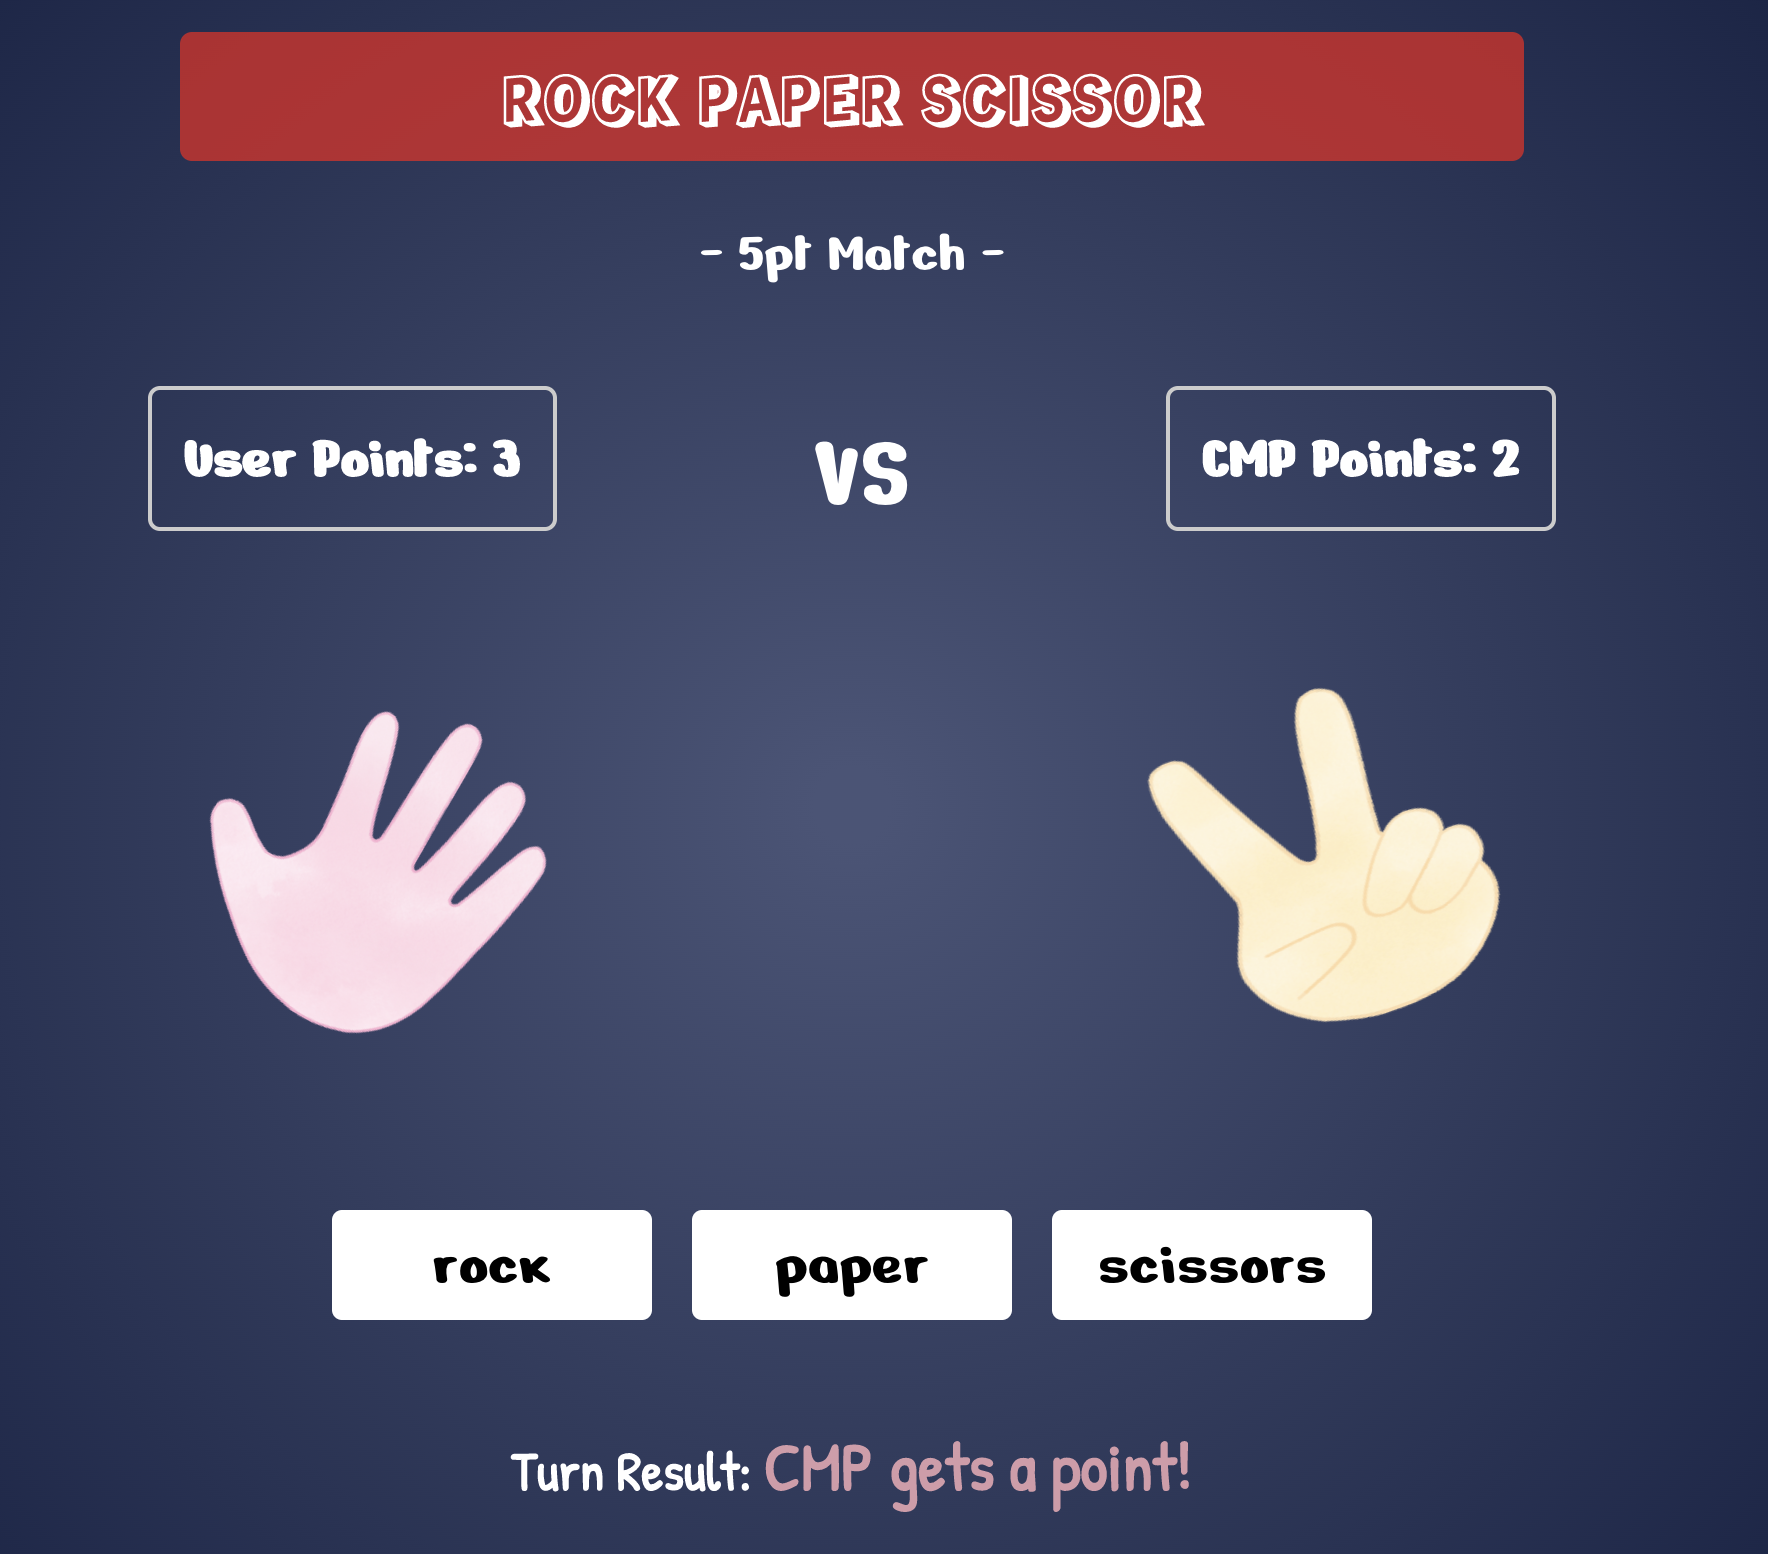 ROCK PAPER SCISSOR
- 5pt Match -
User Points: 3
VS
CMP Points: 2
rock
paper
scissors
Turn Result: CMP gets a point!